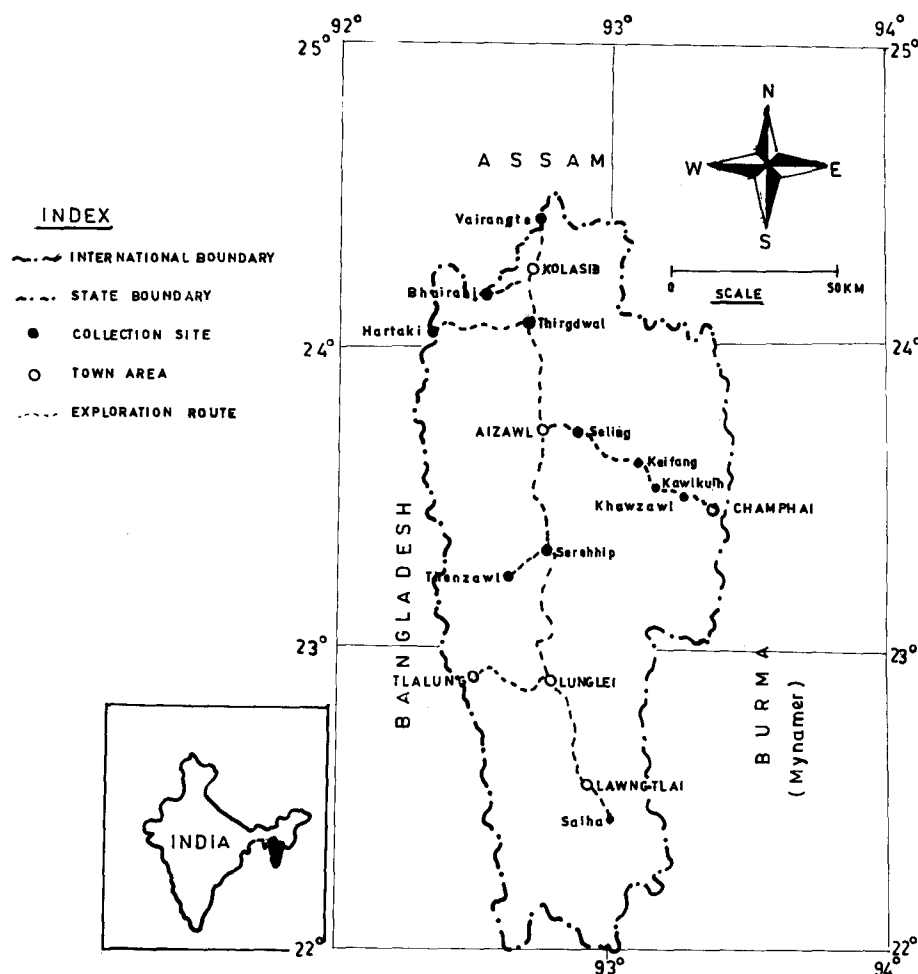 92° 93° 94°
25° 25°
N
W E
S
ASSAM
INDEX
INTERNATIONAL BOUNDARY
STATE BOUNDARY
COLLECTION SITE
TOWN AREA
EXPLORATION ROUTE
0 50KM
SCALE
Vairangte
KOLASIB
Bhairabi
Hartaki
Thirgdwal
24° 24°
AIZAWL
Seling
Keifang
Kawlkulh
Khawzawl
CHAMPHAI
Serchhip
Thenzawl
BANGLADESH
23° 23°
TLALUNG
LUNGLEI
BURMA
(Mynamer)
LAWNGTLAI
Saiha
INDIA
22° 22°
93° 94°